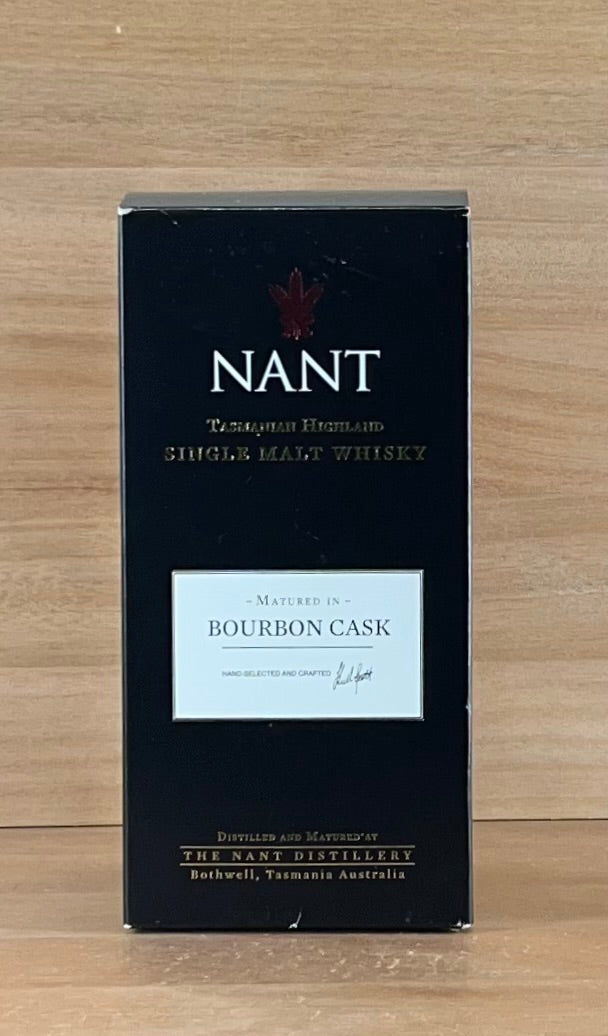 NANT
TASMANIAN HIGHLAND
SINGLE MALT WHISKY
- MATURED IN -
BOURBON CASK
HAND-SELECTED AND CRAFTED
DISTILLED AND MATURED AT
THE NANT DISTILLERY
Bothwell, Tasmania Australia